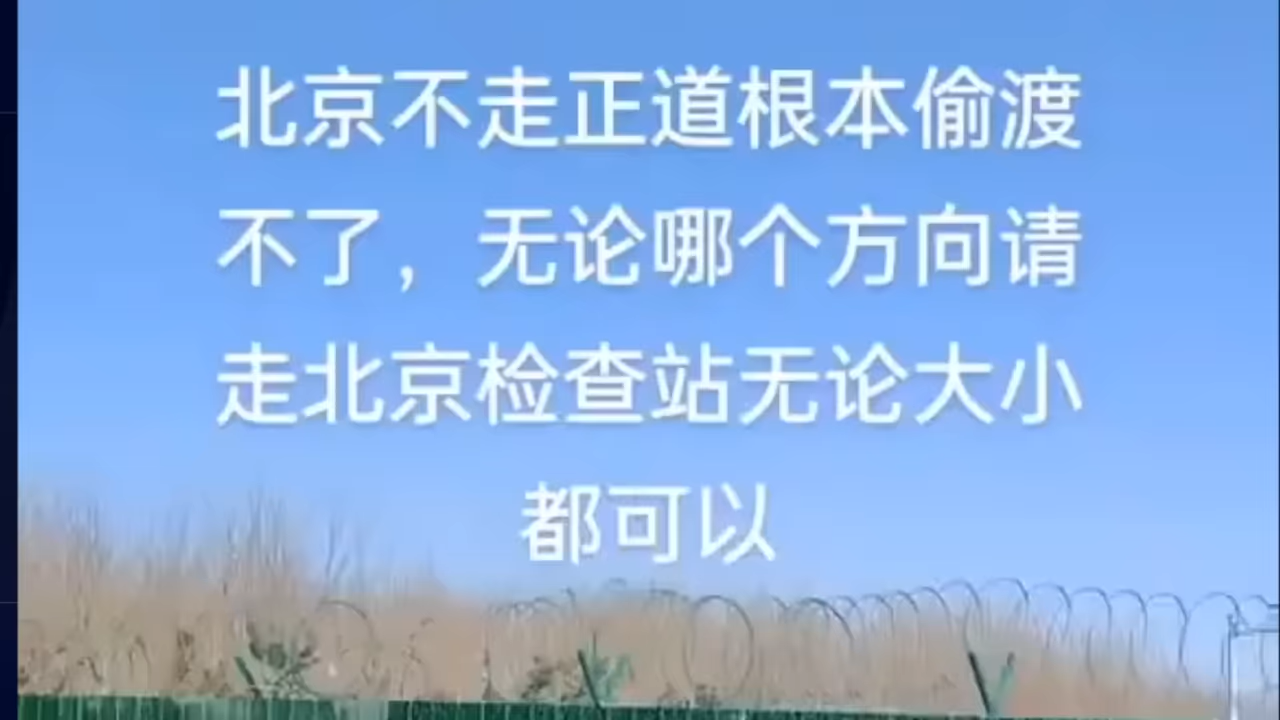 北京不走正道根本偷渡
不了，无论哪个方向请
走北京检查站无论大小
都可以